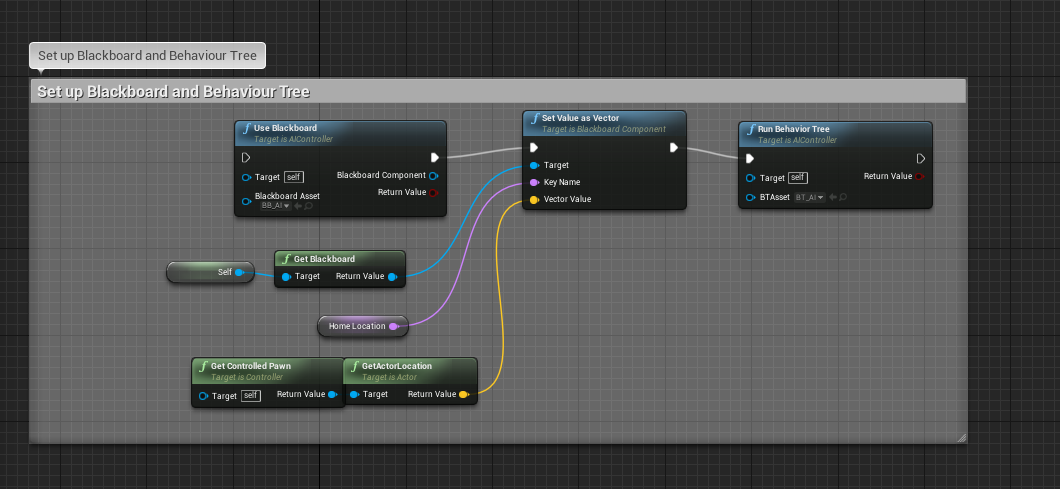 Set up Blackboard and Behaviour Tree
Set up Blackboard and Behaviour Tree
f Use Blackboard
Target is AIController
Target self
Blackboard Component
Blackboard Asset
BB_AI
Return Value
f Set Value as Vector
Target is Blackboard Component
Target
Key Name
Vector Value
f Run Behavior Tree
Target is AIController
Target self
Return Value
BTAsset BT_AI
Self
f Get Blackboard
Target Return Value
Home Location
f Get Controlled Pawn
Target is Controller
Target self Return Value
f GetActorLocation
Target is Actor
Target Return Value